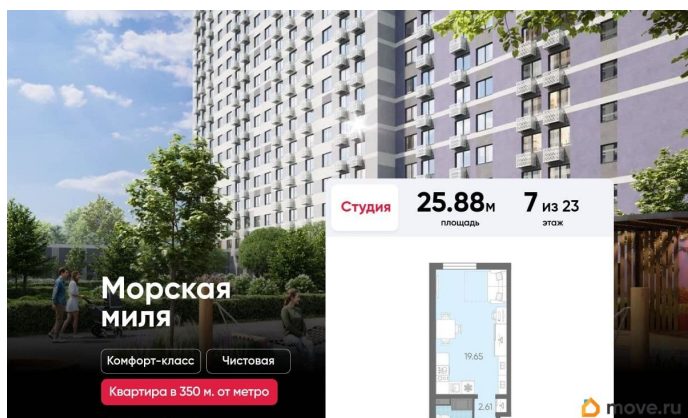 Студия
25.88м
площадь
7 из 23
этаж
Морская
миля
Комфорт-класс
Чистовая
Квартира в 350 м. от метро
19.65
2.61
move.ru